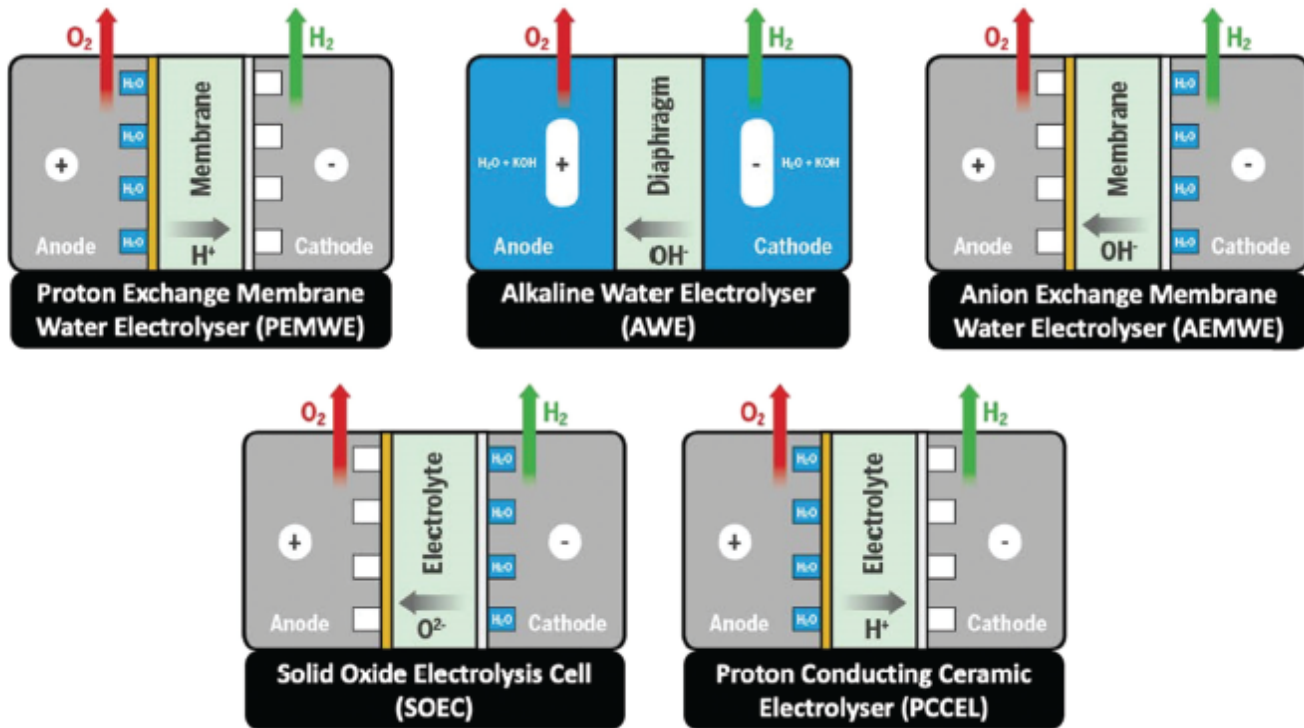 O₂
H₂
H₂O
H₂O
H₂O
H₂O
+
Membrane
-
Anode
H⁺
Cathode
Proton Exchange Membrane
Water Electrolyser (PEMWE)
O₂
H₂
H₂O + KOH
+
Diaphragm
-
H₂O + KOH
Anode
OH⁻
Cathode
Alkaline Water Electrolyser
(AWE)
O₂
H₂
+
Membrane
H₂O
H₂O
H₂O
H₂O
-
Anode
OH⁻
Cathode
Anion Exchange Membrane
Water Electrolyser (AEMWE)
O₂
H₂
+
Electrolyte
H₂O
H₂O
H₂O
H₂O
-
Anode
O²⁻
Cathode
Solid Oxide Electrolysis Cell
(SOEC)
O₂
H₂
H₂O
H₂O
H₂O
H₂O
+
Electrolyte
-
Anode
H⁺
Cathode
Proton Conducting Ceramic
Electrolyser (PCCEL)